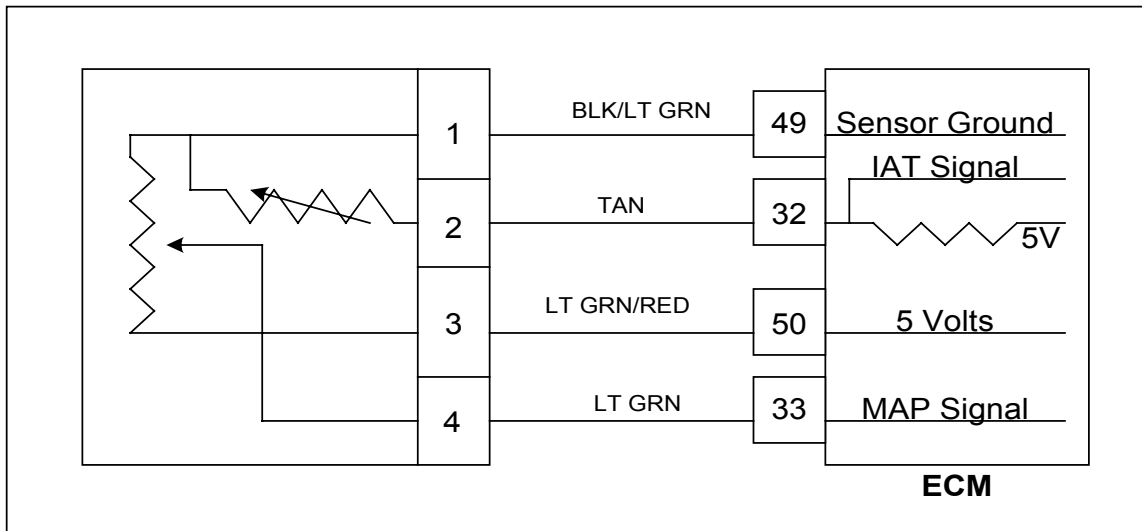 1 BLK/LT GRN 49 Sensor Ground
IAT Signal
2 TAN 32
5V
3 LT GRN/RED 50 5 Volts
4 LT GRN 33 MAP Signal
ECM